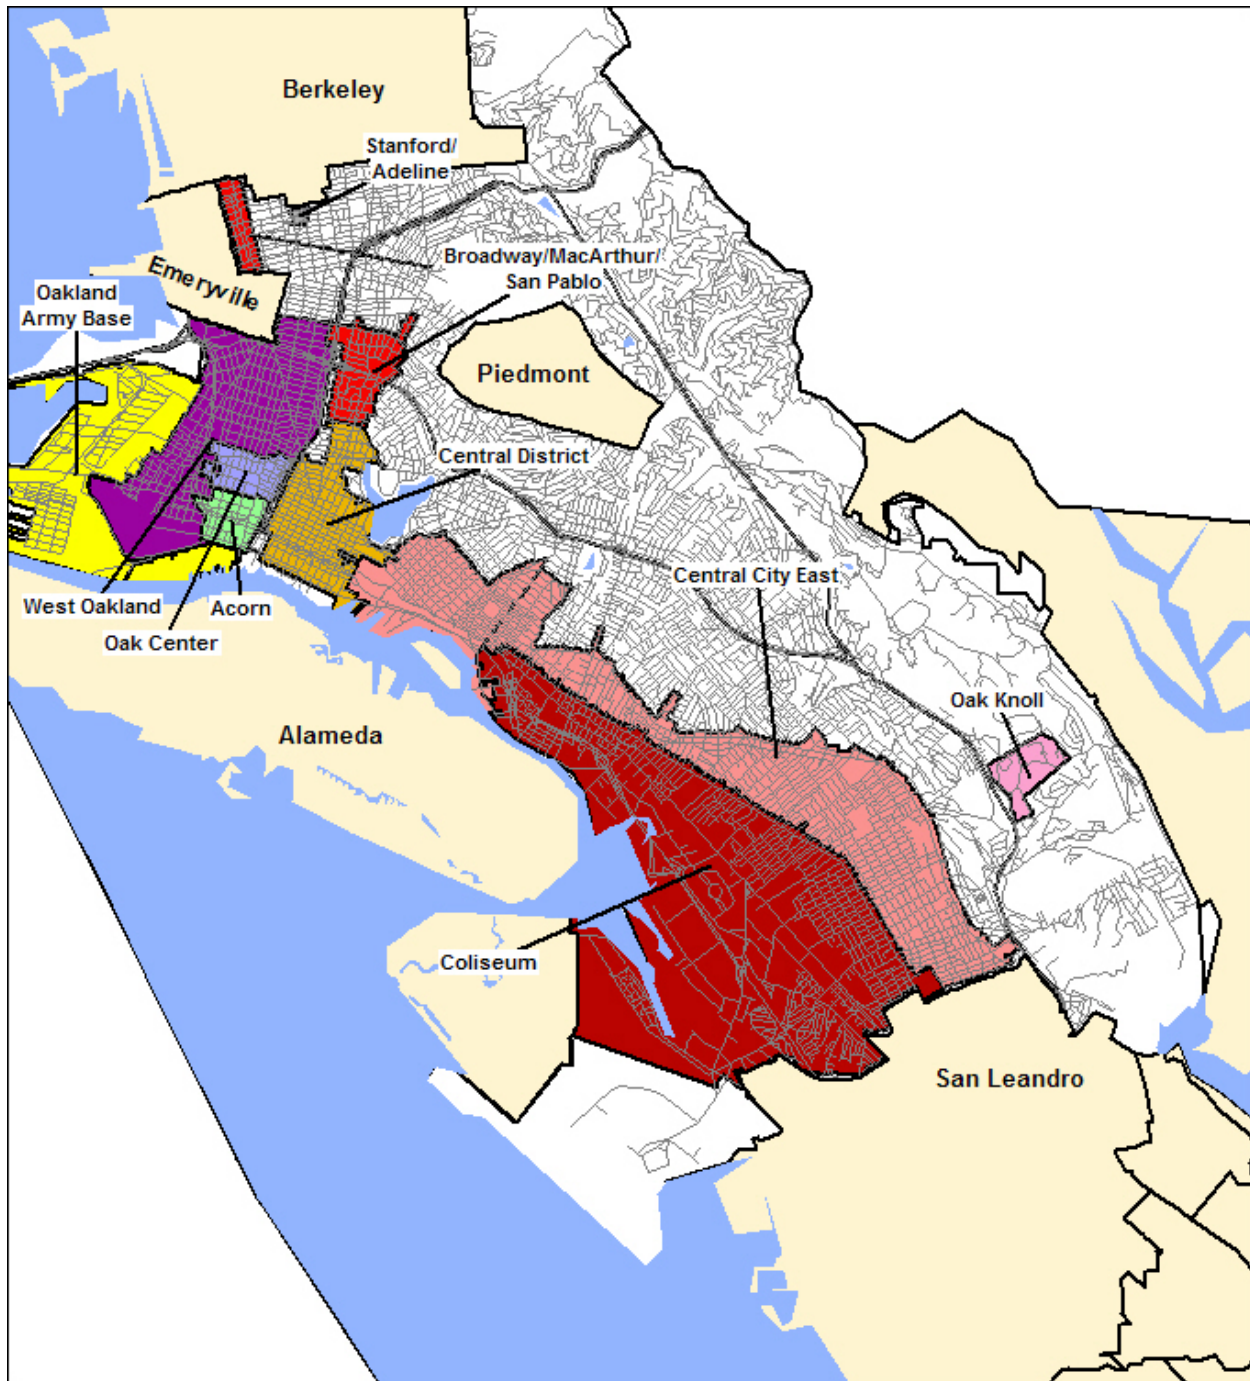 Berkeley
Stanford/
Adeline
Broadway/MacArthur/
San Pablo
Emeryville
Oakland
Army Base
Piedmont
Central District
Central City East
West Oakland
Acorn
Oak Center
Oak Knoll
Alameda
Coliseum
San Leandro